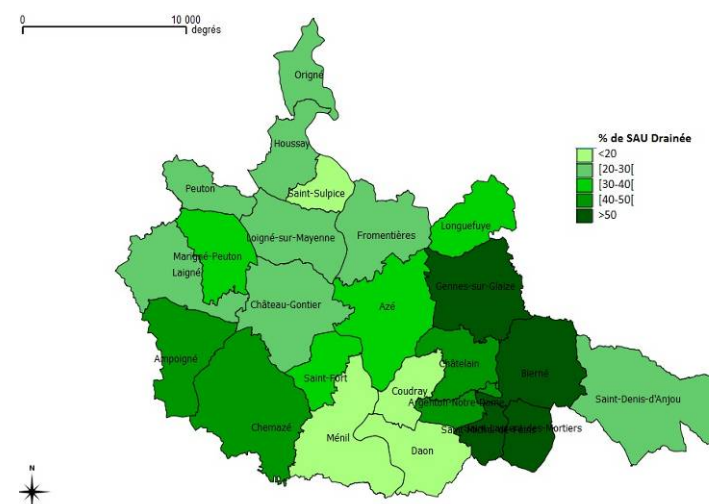 0 10 000
degrés
Origné
% de SAU Drainée
<20
[20-30[
[30-40[
[40-50[
>50
Houssay
Peuton
Saint-Sulpice
Longuefuye
Loigné-sur-Mayenne
Fromentières
Marigné-Peuton
Laigné
Gennes-sur-Glaize
Château-Gontier
Azé
Ampoigné
Châtelain
Bierné
Saint-Fort
Coudray
Saint-Denis-d'Anjou
Argenton-Notre-Dame
Chemazé
Mortiers
Ménil
Daon
N